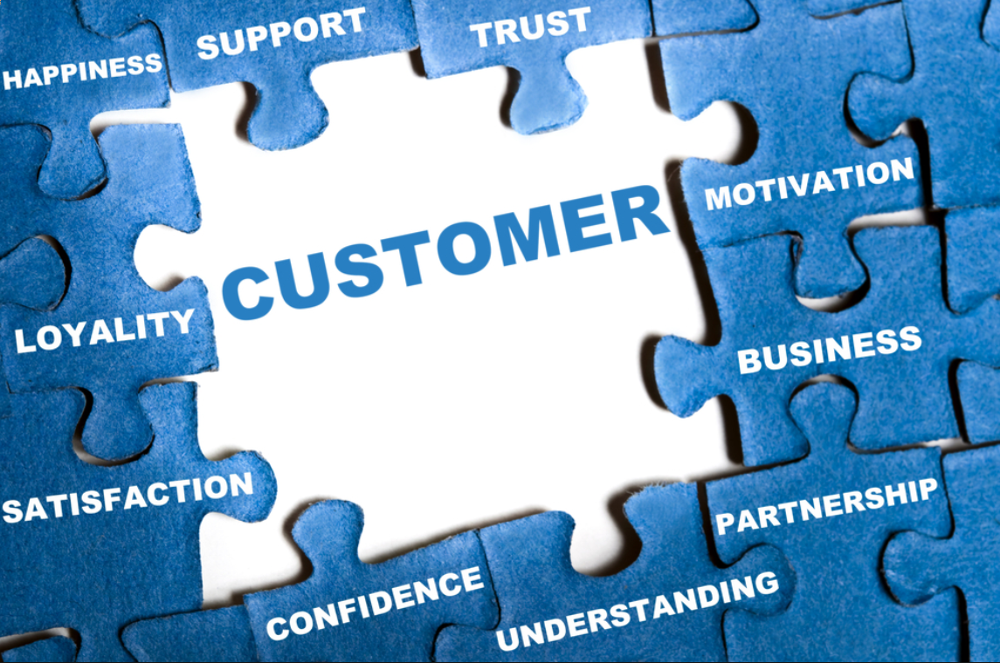 SUPPORT
TRUST
HAPPINESS
MOTIVATION
CUSTOMER
LOYALITY
BUSINESS
SATISFACTION
PARTNERSHIP
CONFIDENCE
UNDERSTANDING